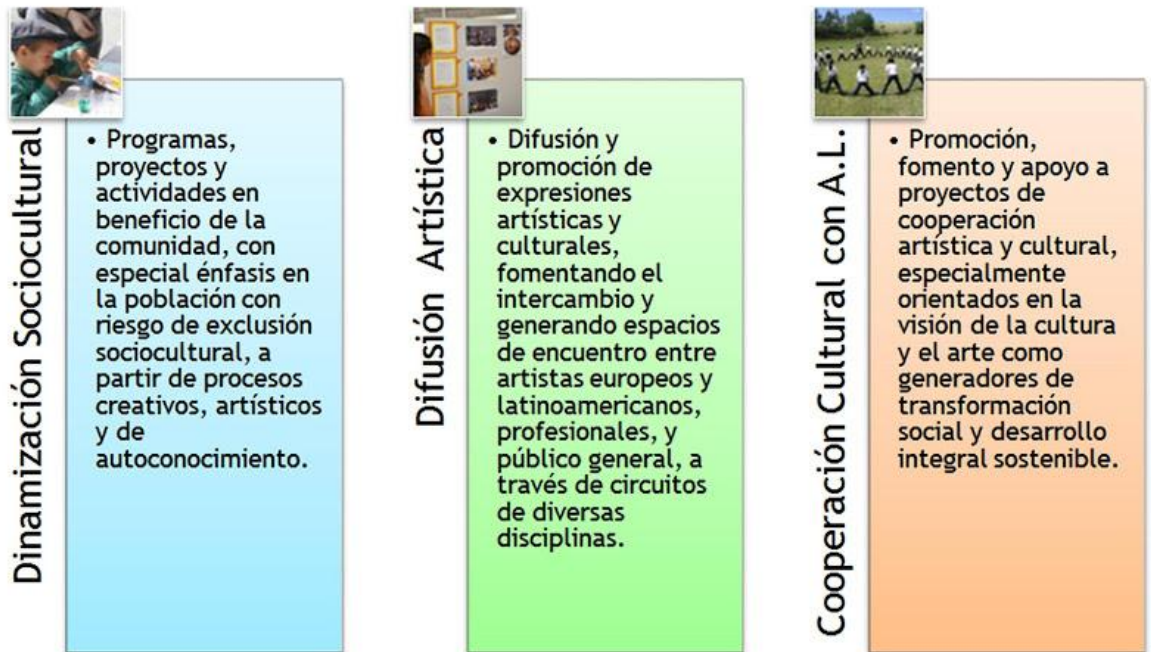 Dinamización Sociocultural
• Programas,
proyectos y
actividades en
beneficio de la
comunidad, con
especial énfasis en
la población con
riesgo de exclusión
sociocultural, a
partir de procesos
creativos, artísticos
y de
autoconocimiento.
Difusión Artística
• Difusión y
promoción de
expresiones
artísticas y
culturales,
fomentando el
intercambio y
generando espacios
de encuentro entre
artistas europeos y
latinoamericanos,
profesionales, y
público general, a
través de circuitos
de diversas
disciplinas.
Cooperación Cultural con A.L.
• Promoción,
fomento y apoyo a
proyectos de
cooperación
artística y cultural,
especialmente
orientados en la
visión de la cultura
y el arte como
generadores de
transformación
social y desarrollo
integral sostenible.